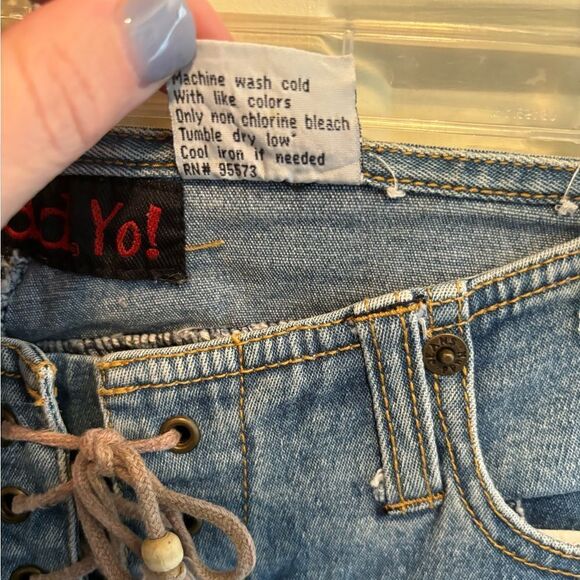 Machine wash cold
With like colors
Only non chlorine bleach
Tumble dry low
Cool iron if needed
RN# 95573
Yo!